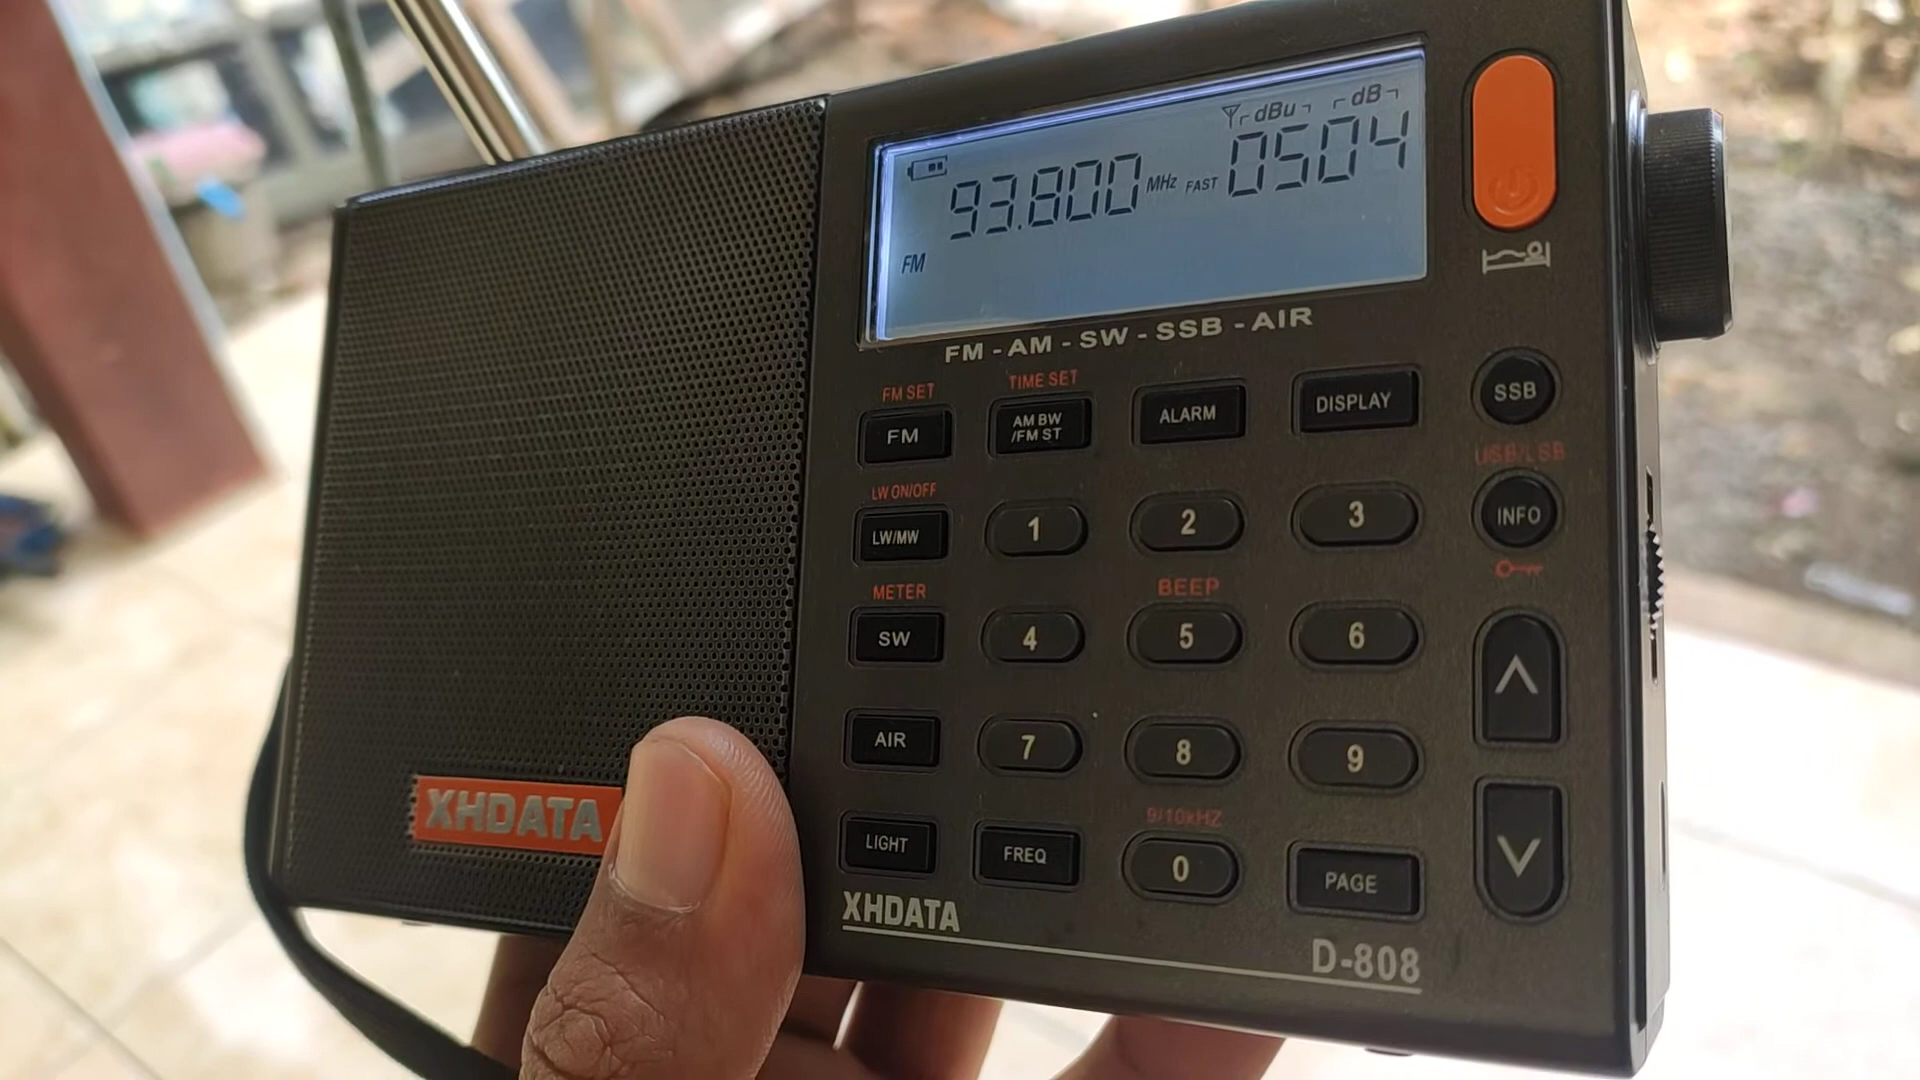 dBu dB
93.800 MHz FAST 0504
FM
FM - AM - SW - SSB - AIR
FM SET TIME SET
FM AM BW ALARM DISPLAY SSB
/FM ST
USB/LSB
LW ON/OFF
LW/MW 1 2 3 INFO
METER BEEP
SW 4 5 6
AIR 7 8 9
XHDATA
9/10kHZ
LIGHT FREQ 0 PAGE
XHDATA
D-808